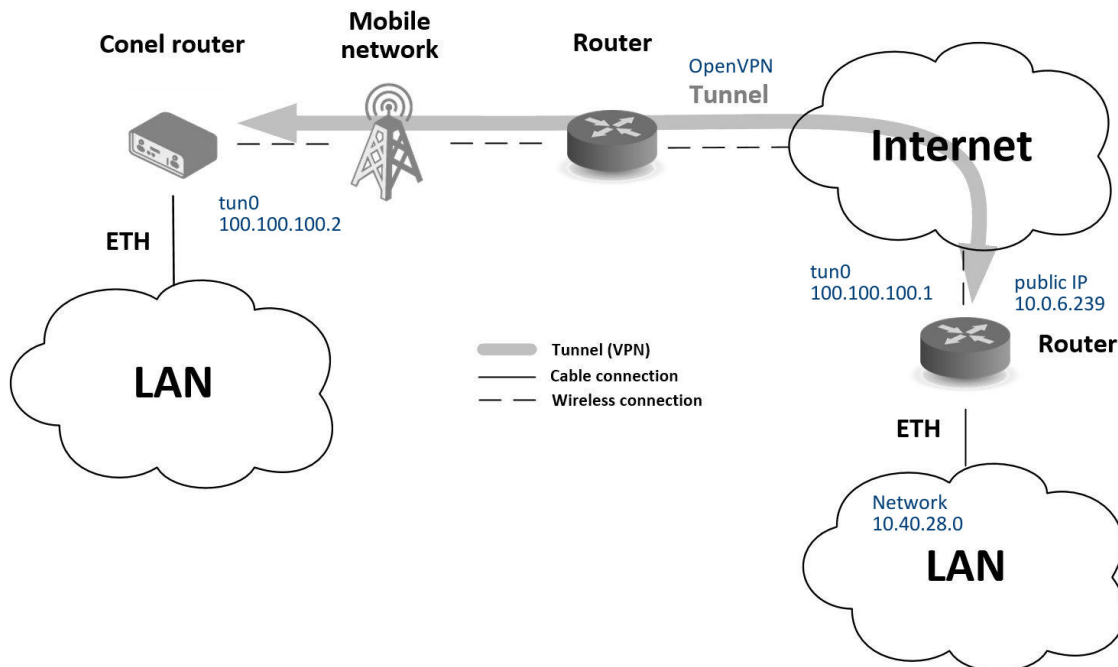 Conel router
Mobile
network
Router
OpenVPN
Tunnel
Internet
tun0
100.100.100.2
ETH
LAN
tun0
100.100.100.1
public IP
10.0.6.239
Router
Tunnel (VPN)
Cable connection
Wireless connection
ETH
Network
10.40.28.0
LAN